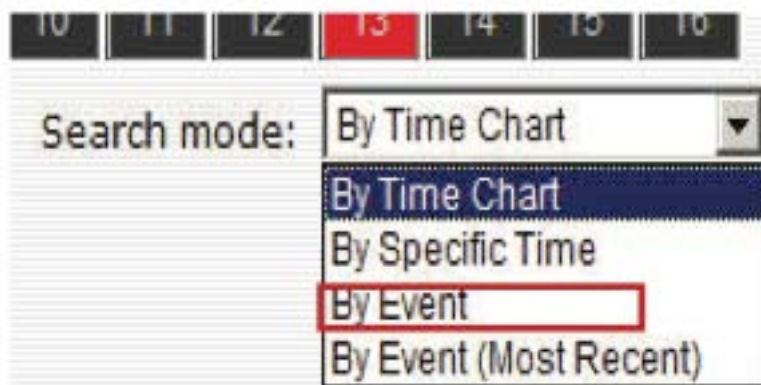 10 11 12 13 14 15 16
Search mode: By Time Chart
By Time Chart
By Specific Time
By Event
By Event (Most Recent)